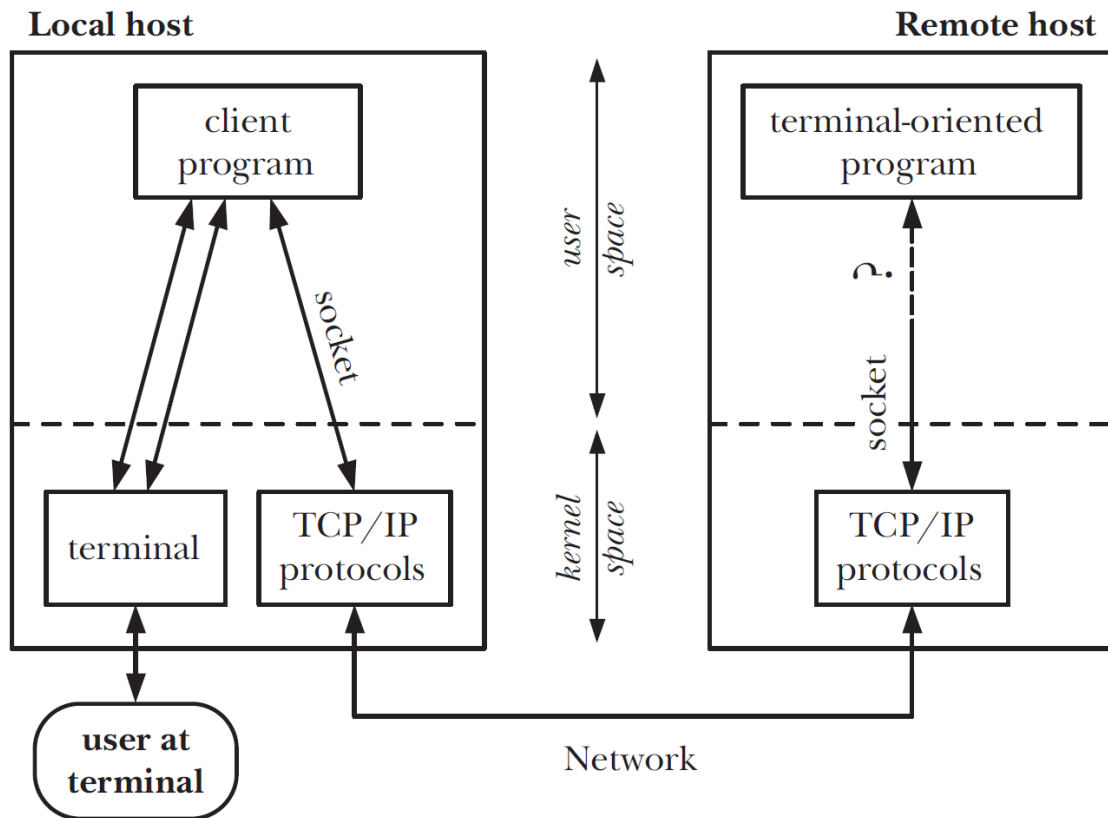 Local host
Remote host
client
program
terminal-oriented
program
user
space
?
socket
socket
kernel
space
terminal
TCP/IP
protocols
TCP/IP
protocols
user at
terminal
Network